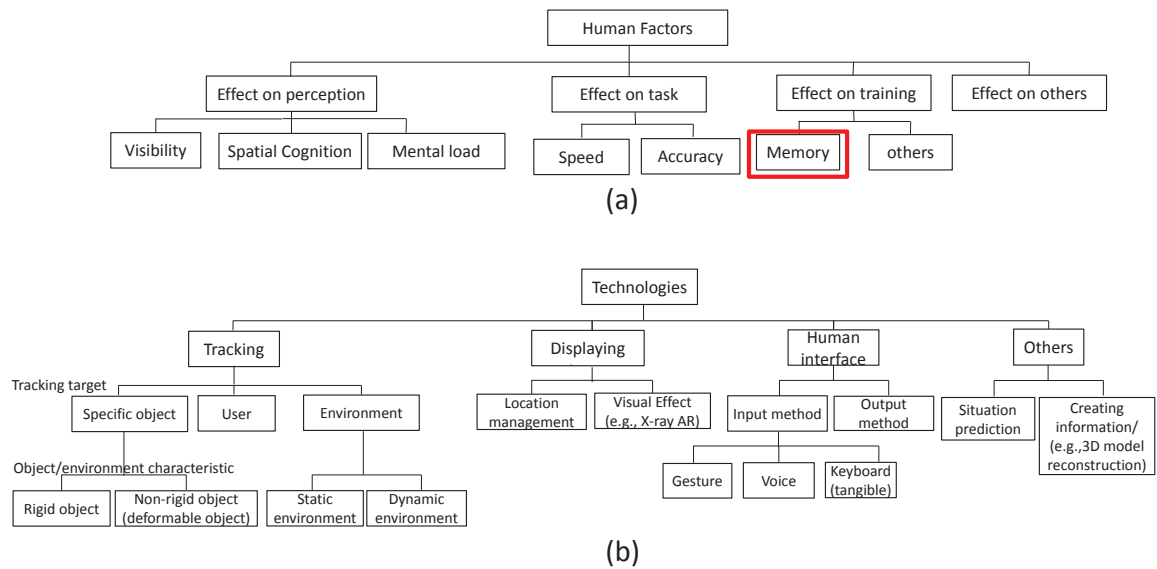 Human Factors
Effect on perception
Effect on task
Effect on training
Effect on others
Visibility
Spatial Cognition
Mental load
Speed
Accuracy
Memory
others
(a)
Technologies
Tracking
Displaying
Human
interface
Others
Tracking target
Specific object
User
Environment
Location
management
Visual Effect
(e.g., X-ray AR)
Input method
Output
method
Situation
prediction
Creating
information/
(e.g.,3D model
reconstruction)
Object/environment characteristic
Rigid object
Non-rigid object
(deformable object)
Static
environment
Dynamic
environment
Gesture
Voice
Keyboard
(tangible)
(b)